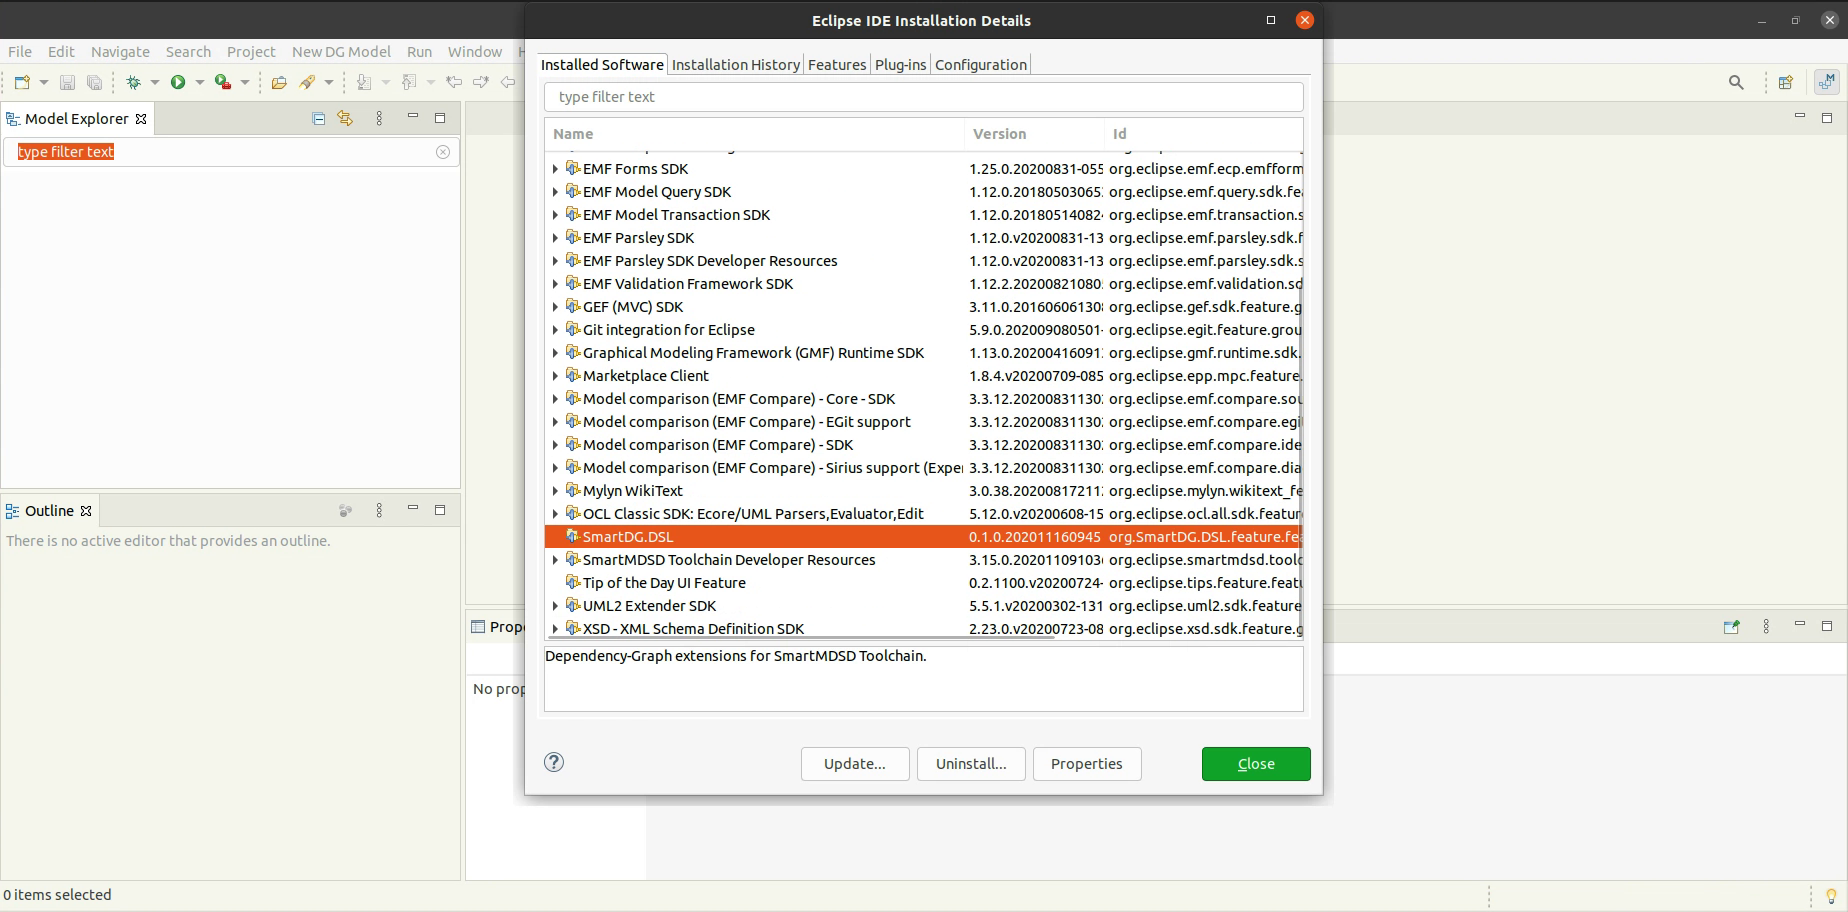 Eclipse IDE Installation Details
File Edit Navigate Search Project New DG Model Run Window
Installed Software Installation History Features Plug-ins Configuration
type filter text
Model Explorer
type filter text
Name Version Id
EMF Forms SDK 1.25.0.20200831-055 org.eclipse.emf.ecp.emfform
EMF Model Query SDK 1.12.0.201805030653 org.eclipse.emf.query.sdk.fea
EMF Model Transaction SDK 1.12.0.201805140824 org.eclipse.emf.transaction.s
EMF Parsley SDK 1.12.0.v20200831-13 org.eclipse.emf.parsley.sdk.f
EMF Parsley SDK Developer Resources 1.12.0.v20200831-13 org.eclipse.emf.parsley.sdk.s
EMF Validation Framework SDK 1.12.2.20200821080 org.eclipse.emf.validation.sd
GEF (MVC) SDK 3.11.0.20160606130 org.eclipse.gef.sdk.feature.g
Git integration for Eclipse 5.9.0.202009080501- org.eclipse.egit.feature.grou
Graphical Modeling Framework (GMF) Runtime SDK 1.13.0.20200416091 org.eclipse.gmf.runtime.sdk.
Marketplace Client 1.8.4.v20200709-085 org.eclipse.epp.mpc.feature.
Model comparison (EMF Compare) - Core - SDK 3.3.12.20200831130 org.eclipse.emf.compare.sou
Model comparison (EMF Compare) - EGit support 3.3.12.20200831130 org.eclipse.emf.compare.egi
Model comparison (EMF Compare) - SDK 3.3.12.20200831130 org.eclipse.emf.compare.ide
Model comparison (EMF Compare) - Sirius support (Exper 3.3.12.20200831130 org.eclipse.emf.compare.dia
Mylyn WikiText 3.0.38.20200817211 org.eclipse.mylyn.wikitext_fe
OCL Classic SDK: Ecore/UML Parsers,Evaluator,Edit 5.12.0.v20200608-15 org.eclipse.ocl.all.sdk.featur
SmartDG.DSL 0.1.0.202011160945 org.SmartDG.DSL.feature.fea
SmartMDSD Toolchain Developer Resources 3.15.0.20201109103 org.eclipse.smartmdsd.toolc
Tip of the Day UI Feature 0.2.1100.v20200724- org.eclipse.tips.feature.featu
UML2 Extender SDK 5.5.1.v20200302-131 org.eclipse.uml2.sdk.feature
XSD - XML Schema Definition SDK 2.23.0.v20200723-08 org.eclipse.xsd.sdk.feature.g
Dependency-Graph extensions for SmartMDSD Toolchain.
Update... Uninstall... Properties Close
Outline
There is no active editor that provides an outline.
Prope
No prop
0 items selected